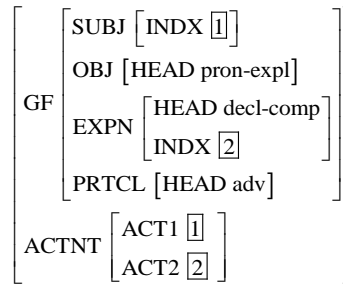 SUBJ [INDX 1]
OBJ [HEAD pron-expl]
GF
EXPN [HEAD decl-comp
INDX 2]
PRTCL [HEAD adv]
ACTNT [ACT1 1
ACT2 2]